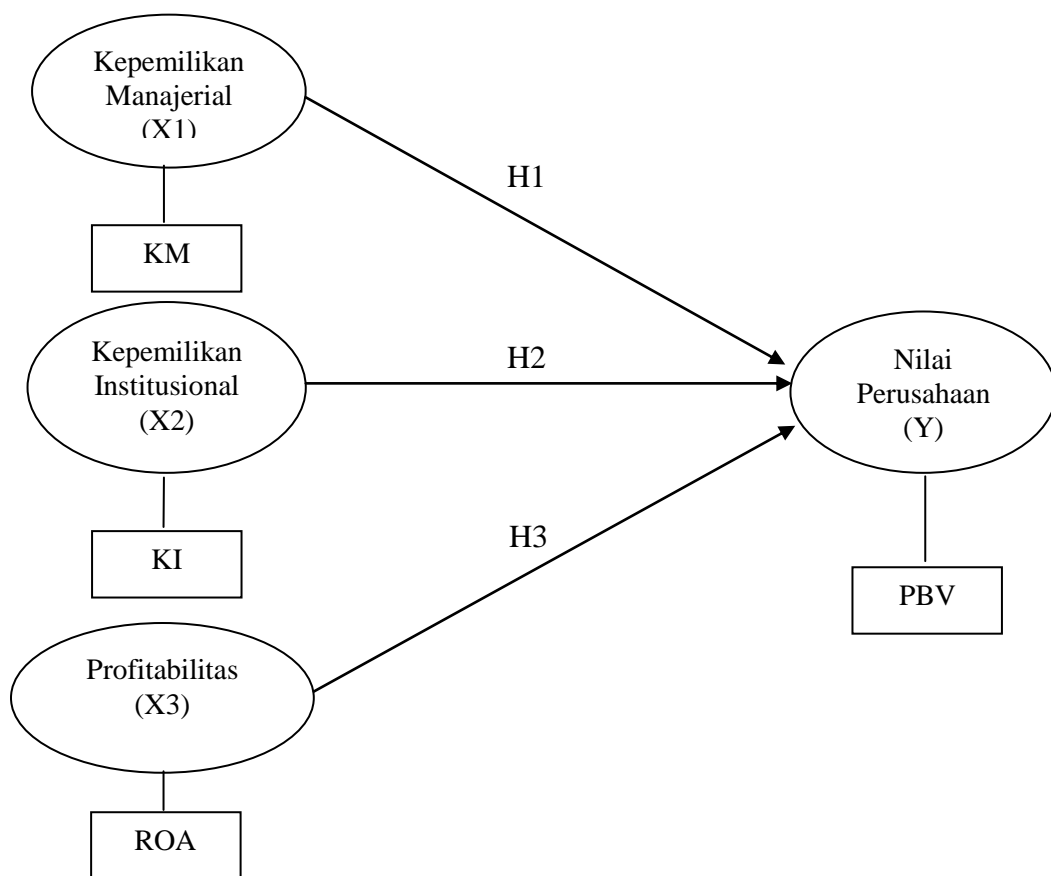 Kepemilikan
Manajerial
(X1)
H1
KM
Kepemilikan
Institusional
(X2)
H2
Nilai
Perusahaan
(Y)
KI
H3
PBV
Profitabilitas
(X3)
ROA